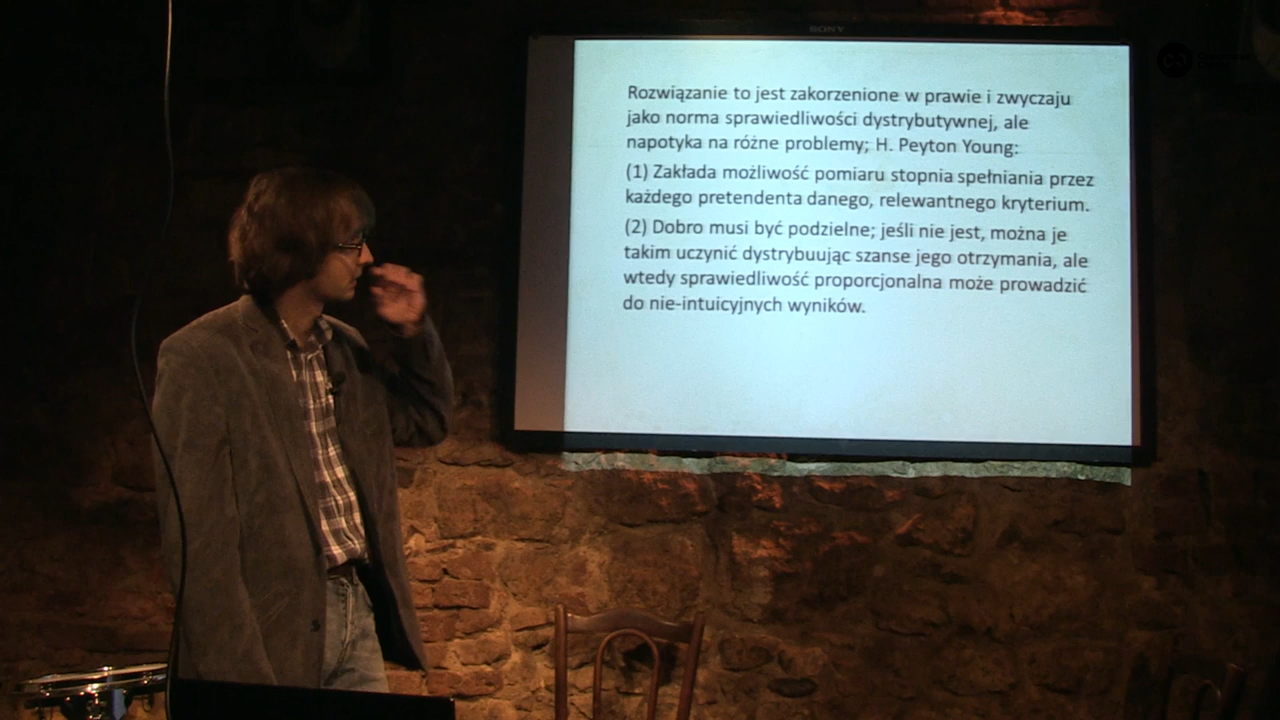 SONY
Rozwiązanie to jest zakorzenione w prawie i zwyczaju
jako norma sprawiedliwości dystrybutywnej, ale
napotyka na różne problemy; H. Peyton Young:
(1) Zakłada możliwość pomiaru stopnia spełniania przez
każdego pretendenta danego, relewantnego kryterium.
(2) Dobro musi być podzielne; jeśli nie jest, można je
takim uczynić dystrybuując szanse jego otrzymania, ale
wtedy sprawiedliwość proporcjonalna może prowadzić
do nie-intuicyjnych wyników.